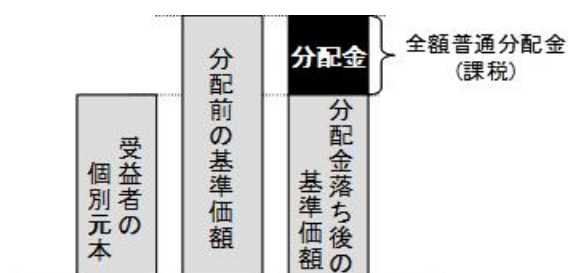 受益者の
個別元本
分配前の基準価額
分配金
全額普通分配金
(課税)
分配金落ち後の
基準価額